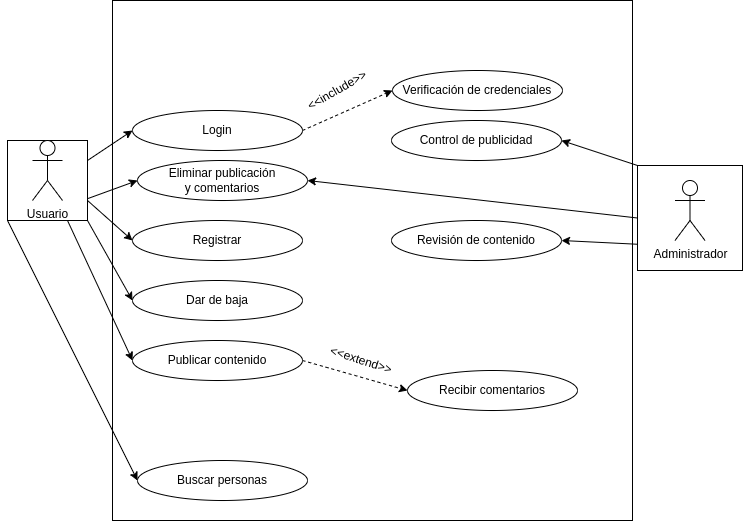 <<include>>
Verificación de credenciales
Login
Control de publicidad
Eliminar publicación
y comentarios
Usuario
Registrar
Revisión de contenido
Administrador
Dar de baja
Publicar contenido
<<extend>>
Recibir comentarios
Buscar personas